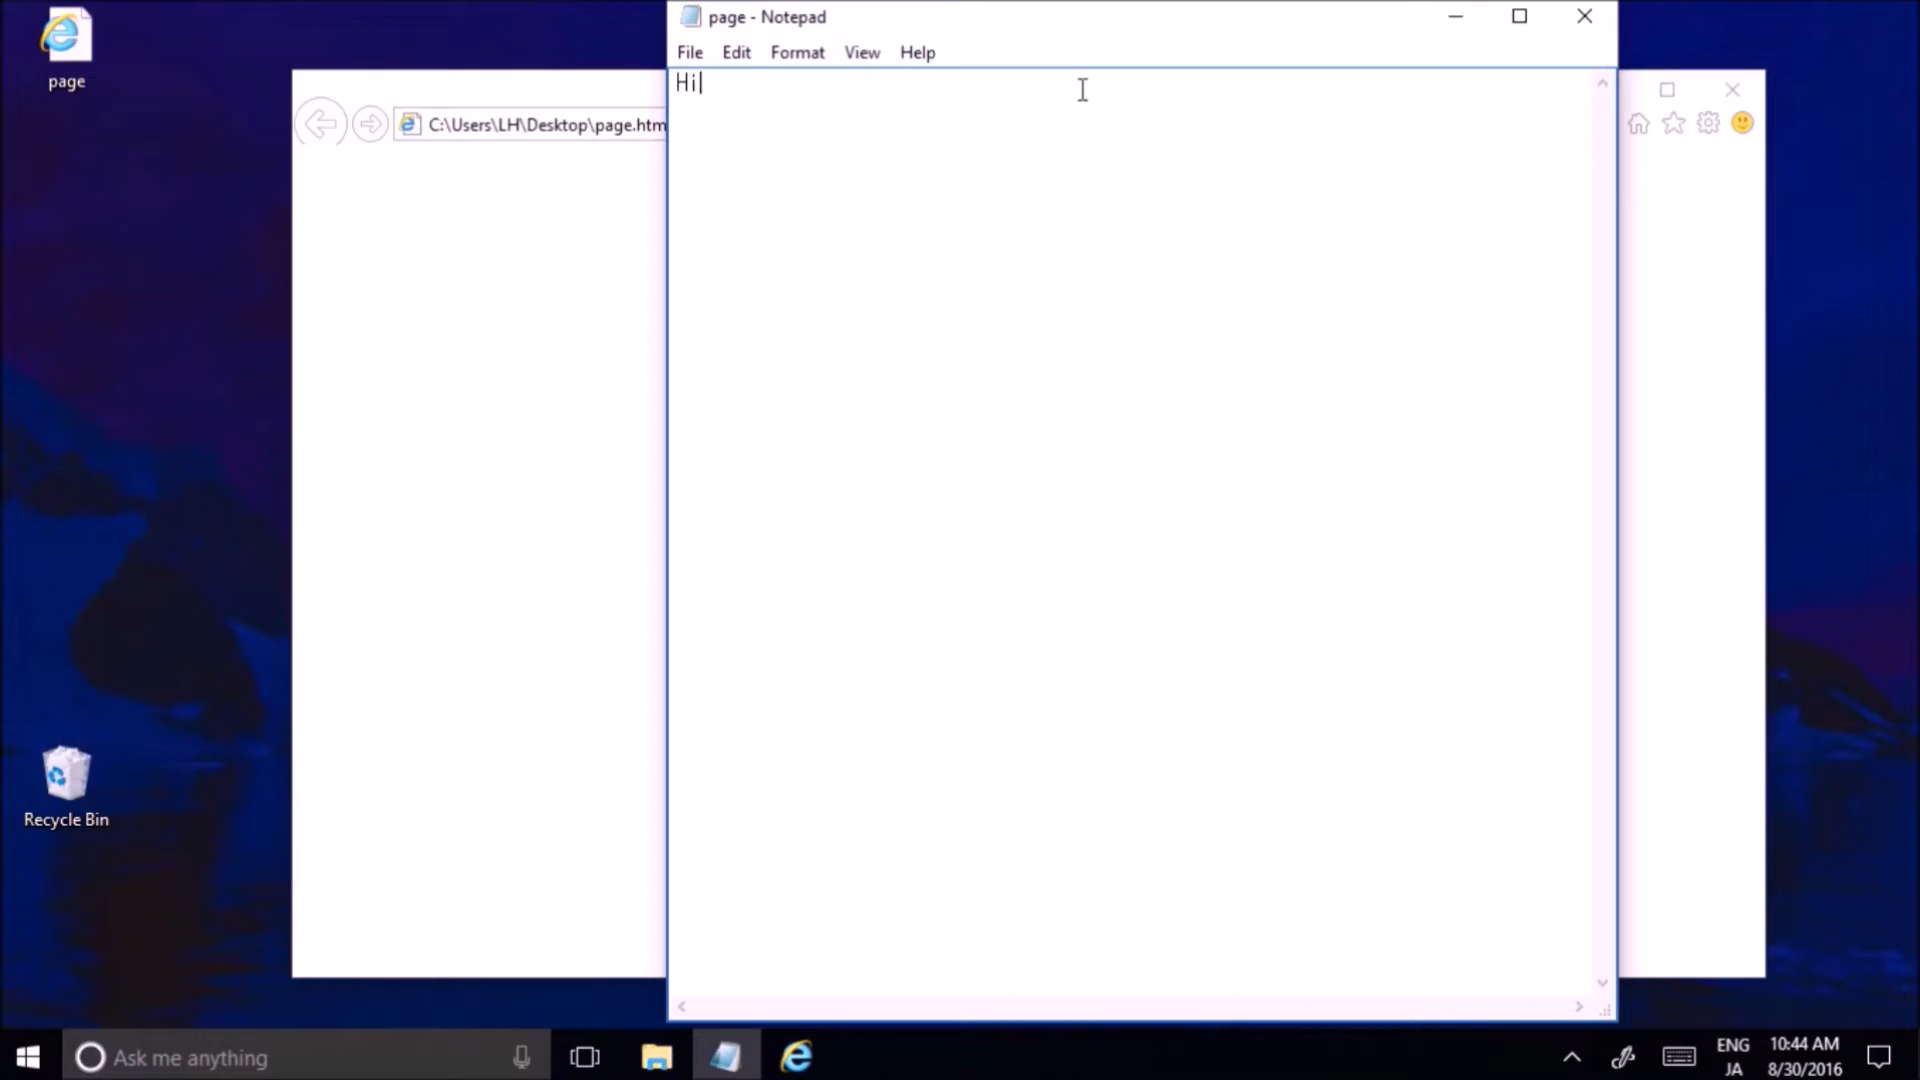 page
page - Notepad
File Edit Format View Help
Hi
C:\Users\LH\Desktop\page.htm
Recycle Bin
Ask me anything
ENG
JA
10:44 AM
8/30/2016